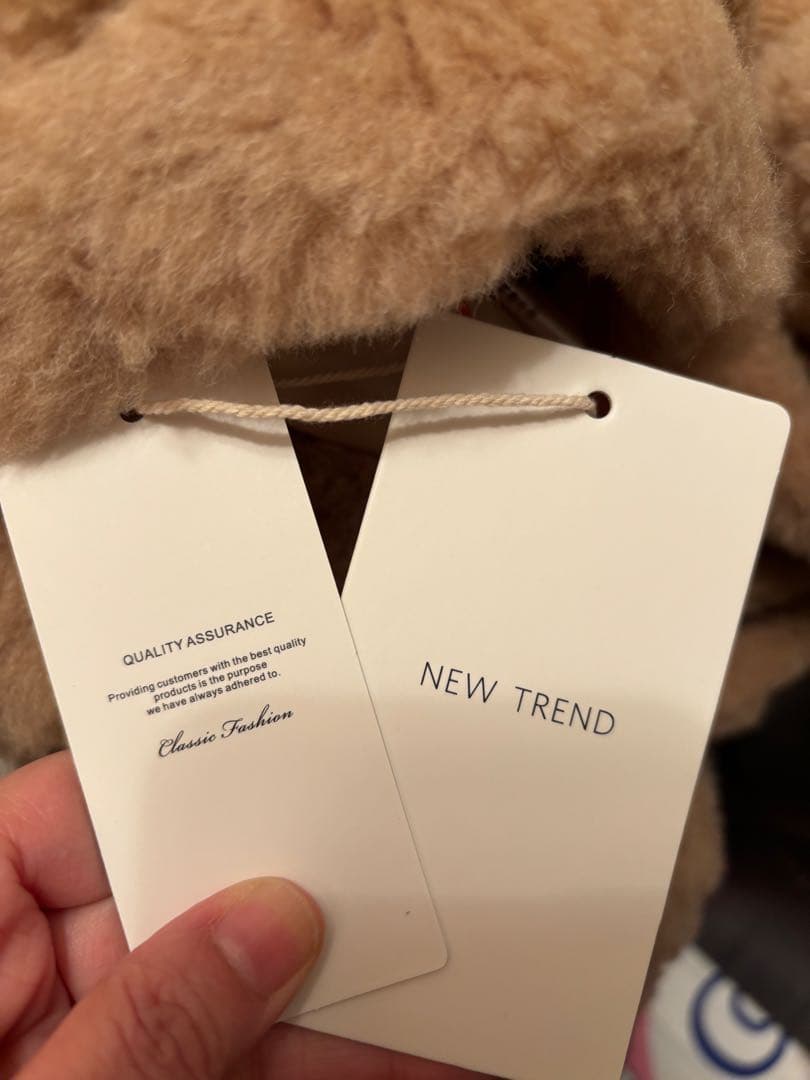 QUALITY ASSURANCE
Providing customers with the best quality
products is the purpose
we have always adhered to.
Classic Fashion
NEW TREND